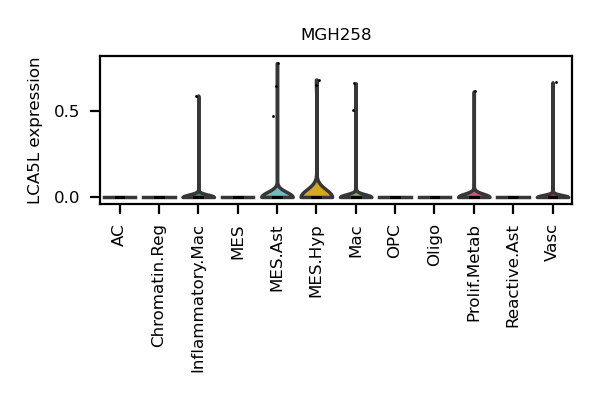 MGH258
LCA5L expression
0.5
0.0
AC
Chromatin.Reg
Inflammatory.Mac
MES
MES.Ast
MES.Hyp
Mac
OPC
Oligo
Prolif.Metab
Reactive.Ast
Vasc